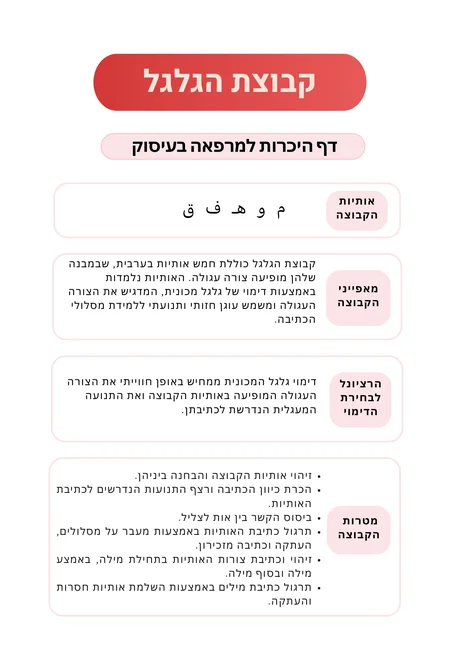 קבוצת הגלגל
דף היכרות למרפאה בעיסוק
אותיות
הקבוצה
م و هـ ف ق
מאפייני
הקבוצה
קבוצת הגלגל כוללת חמש אותיות בערבית, שבמבנה
שלהן מופיעה צורה עגולה. האותיות נלמדות
באמצעות דימוי של גלגל מכונית, המדגיש את הצורה
העגולה ומשמש עוגן חזותי ותנועתי ללמידת מסלולי
הכתיבה.
הרציונל
לבחירת
הדימוי
דימוי גלגל המכונית ממחיש באופן חווייתי את הצורה
העגולה המופיעה באותיות הקבוצה ואת התנועה
המעגלית הנדרשת לכתיבתן.
מטרות
הקבוצה
• זיהוי אותיות הקבוצה והבחנה ביניהן.
• הכרת כיוון הכתיבה ורצף התנועות הנדרשים לכתיבת
האותיות.
• ביסוס הקשר בין אות לצליל.
• תרגול כתיבת האותיות באמצעות מעבר על מסלולים,
העתקה וכתיבה מזכירון.
• זיהוי וכתיבת צורות האותיות בתחילת מילה, באמצע
מילה ובסוף מילה.
• תרגול כתיבת מילים באמצעות השלמת אותיות חסרות
והעתקה.